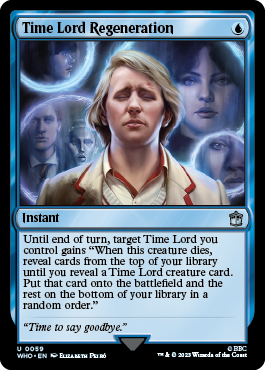 Time Lord Regeneration
Instant
Until end of turn, target Time Lord you
control gains “When this creature dies,
reveal cards from the top of your library
until you reveal a Time Lord creature card.
Put that card onto the battlefield and the
rest on the bottom of your library in a
random order.”
“Time to say goodbye.”
U 0059
WHO • EN Elizabeth Peiró
© BBC
™ & © 2023 Wizards of the Coast